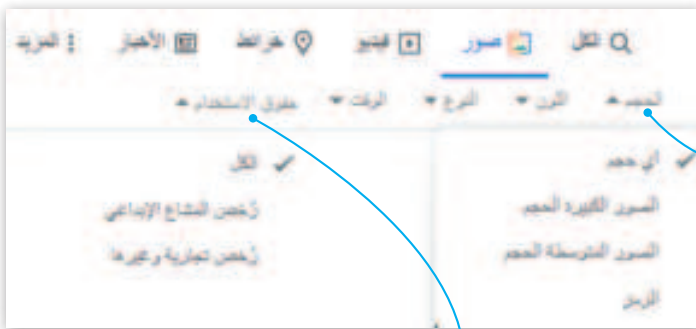 الكل صور فيديو خرائط الأخبار المزيد
الحجم اللون النوع الوقت حقوق الاستخدام
أي حجم
الصور الكبيرة الحجم
الصور المتوسطة الحجم
الرمز
الكل
رُخص المشاع الإبداعي
رُخص تجارية وغيرها